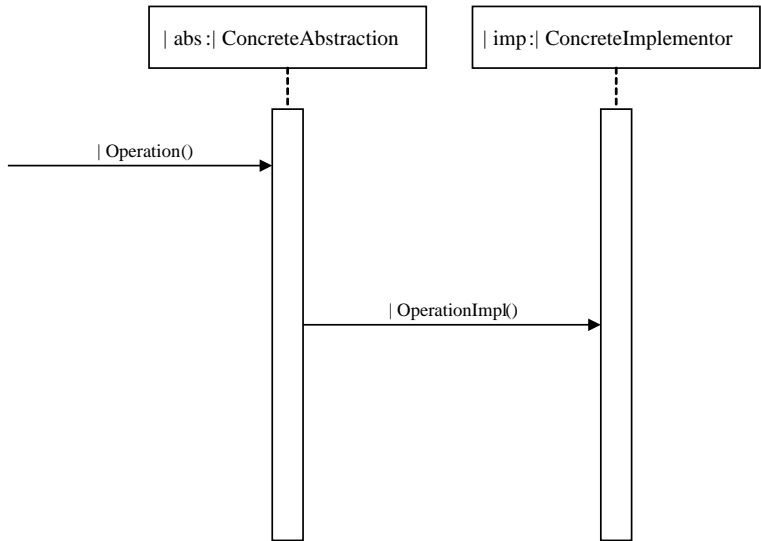 | abs :| ConcreteAbstraction
| imp :| ConcreteImplementor
| Operation()
| OperationImpl()